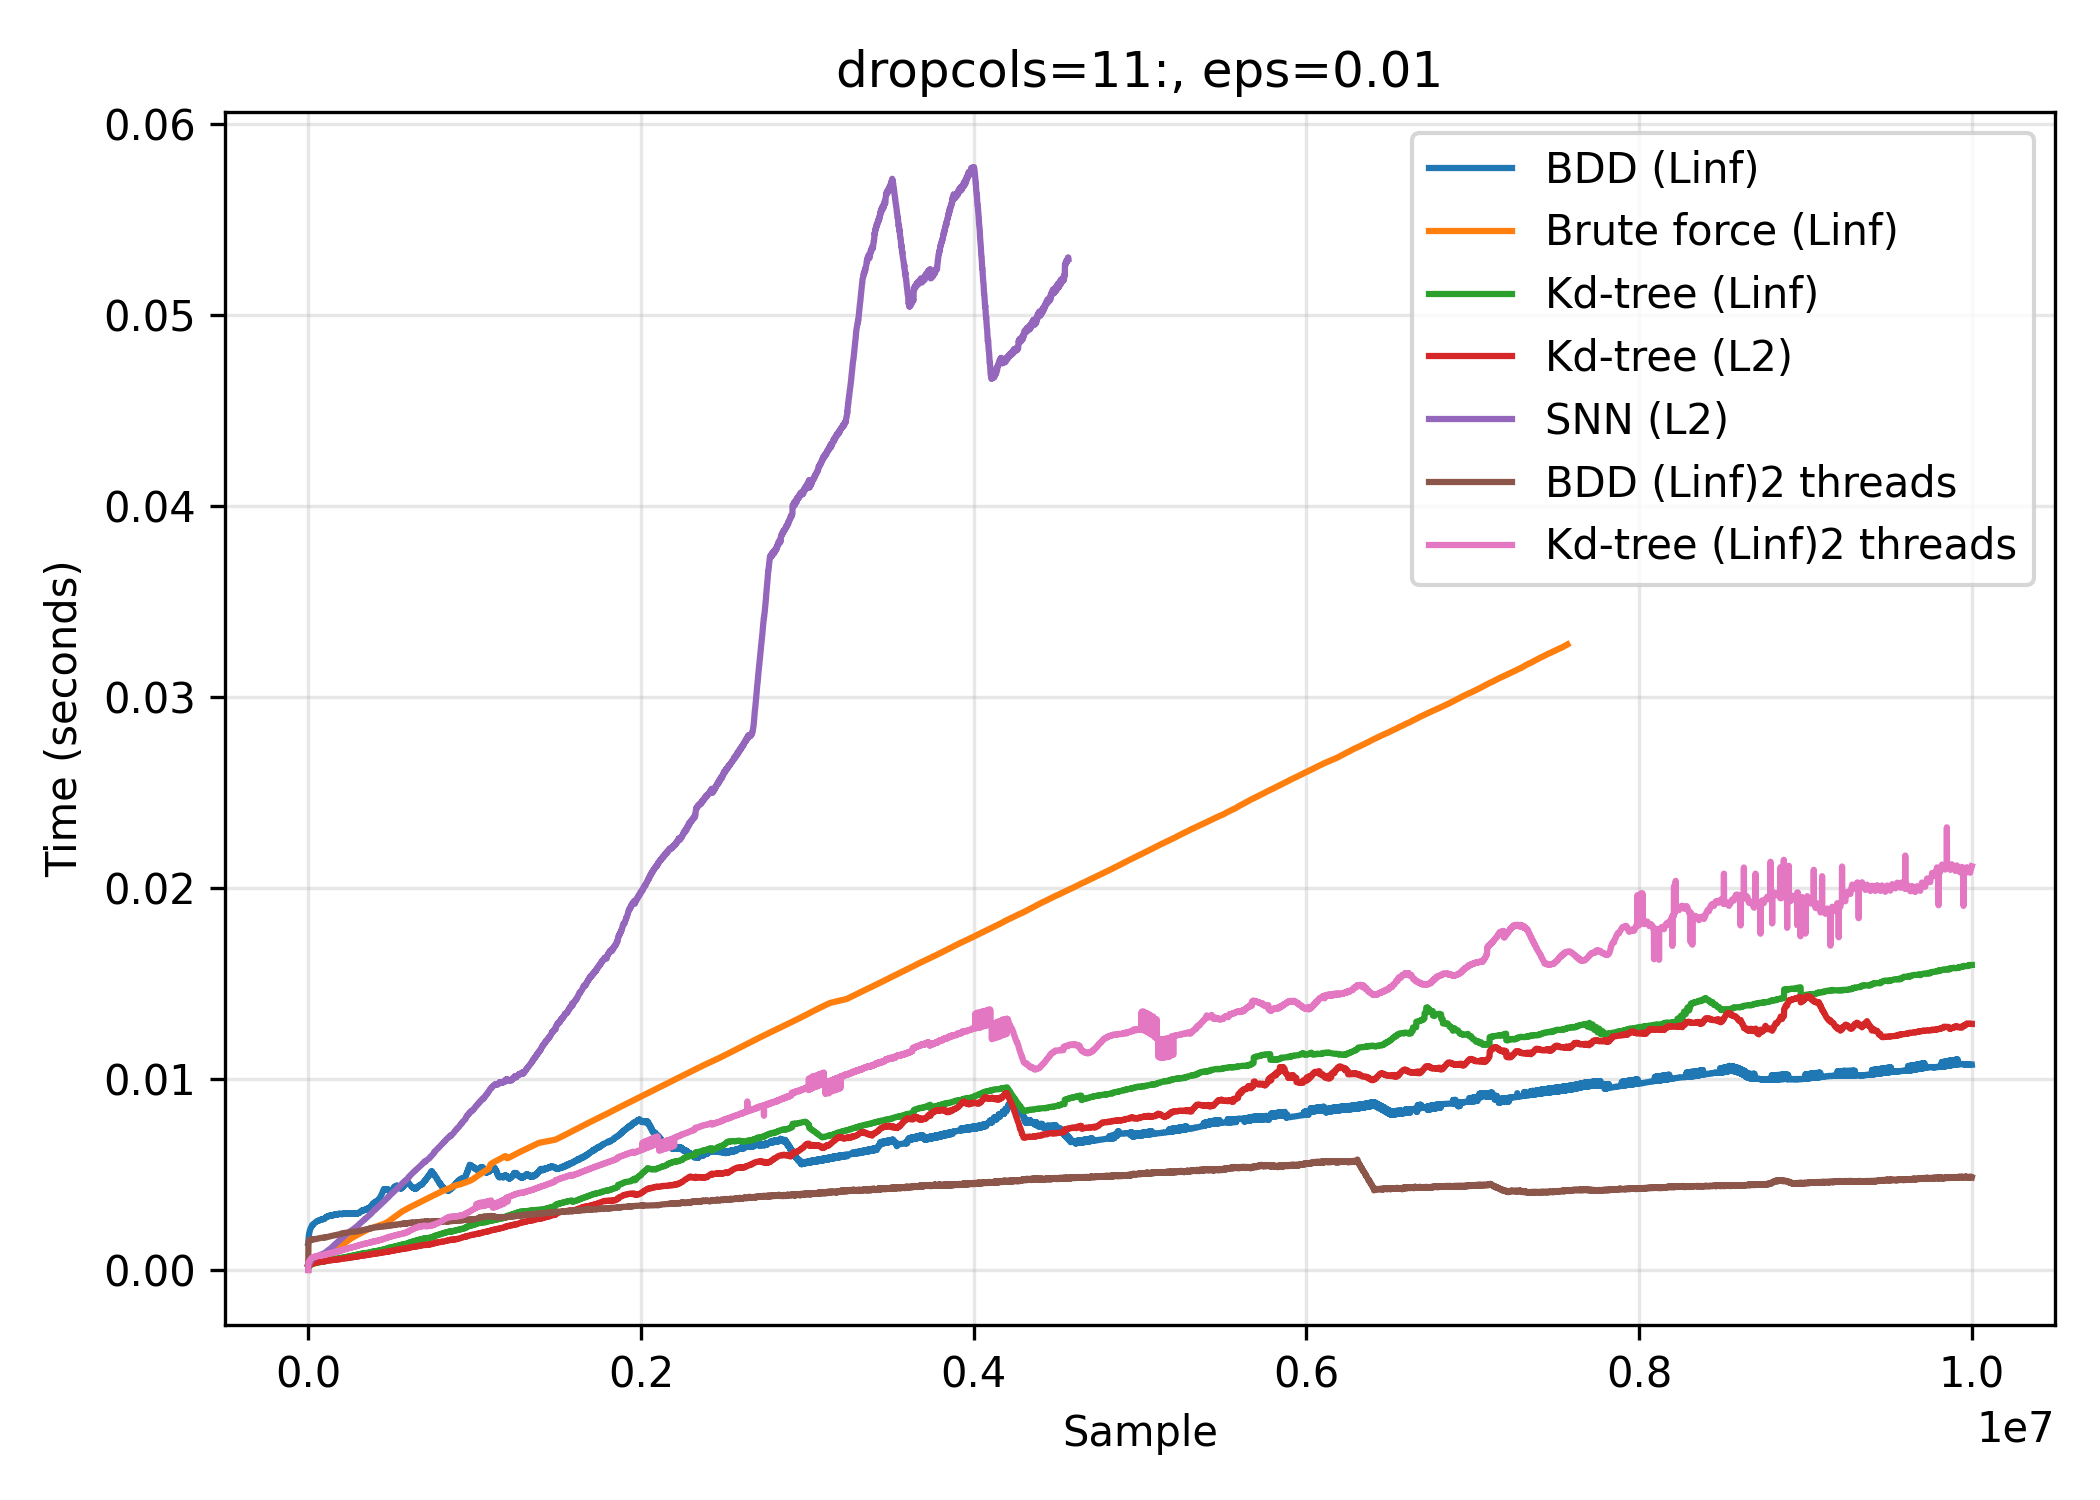 dropcols=11:, eps=0.01
0.06
0.05
0.04
0.03
0.02
0.01
0.00
Time (seconds)
BDD (Linf)
Brute force (Linf)
Kd-tree (Linf)
Kd-tree (L2)
SNN (L2)
BDD (Linf)2 threads
Kd-tree (Linf)2 threads
0.0 0.2 0.4 0.6 0.8 1.0
1e7
Sample